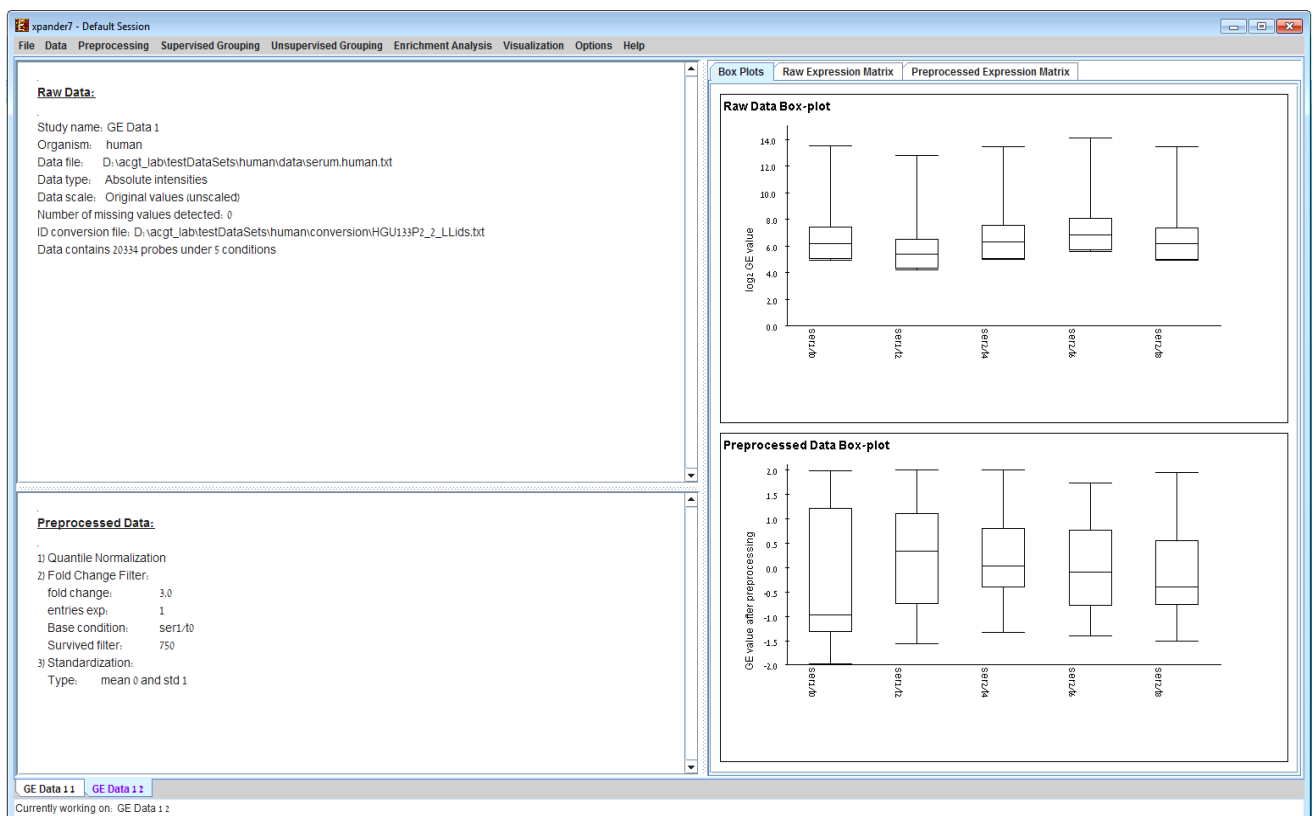 xpander7 - Default Session
File Data Preprocessing Supervised Grouping Unsupervised Grouping Enrichment Analysis Visualization Options Help
Raw Data:
Study name: GE Data 1
Organism: human
Data file: D:\acgt_lab\testDataSets\human\data\serum.human.txt
Data type: Absolute intensities
Data scale: Original values (unscaled)
Number of missing values detected: 0
ID conversion file: D:\acgt_lab\testDataSets\human\conversion\HGU133P2_2_LLids.txt
Data contains 20334 probes under 5 conditions
Preprocessed Data:
1) Quantile Normalization
2) Fold Change Filter:
fold change: 3.0
entries exp: 1
Base condition: ser1/t0
Survived filter: 750
3) Standardization:
Type: mean 0 and std 1
Box Plots Raw Expression Matrix Preprocessed Expression Matrix
Raw Data Box-plot
log2 GE value
14.0
12.0
10.0
8.0
6.0
4.0
2.0
0.0
ser1/t0 ser1/t2 ser2/t4 ser2/t6 ser2/t8
Preprocessed Data Box-plot
GE value after preprocessing
2.0
1.5
1.0
0.5
0.0
-0.5
-1.0
-1.5
-2.0
ser1/t0 ser1/t2 ser2/t4 ser2/t6 ser2/t8
GE Data 1 1 GE Data 1 2
Currently working on: GE Data 1 2